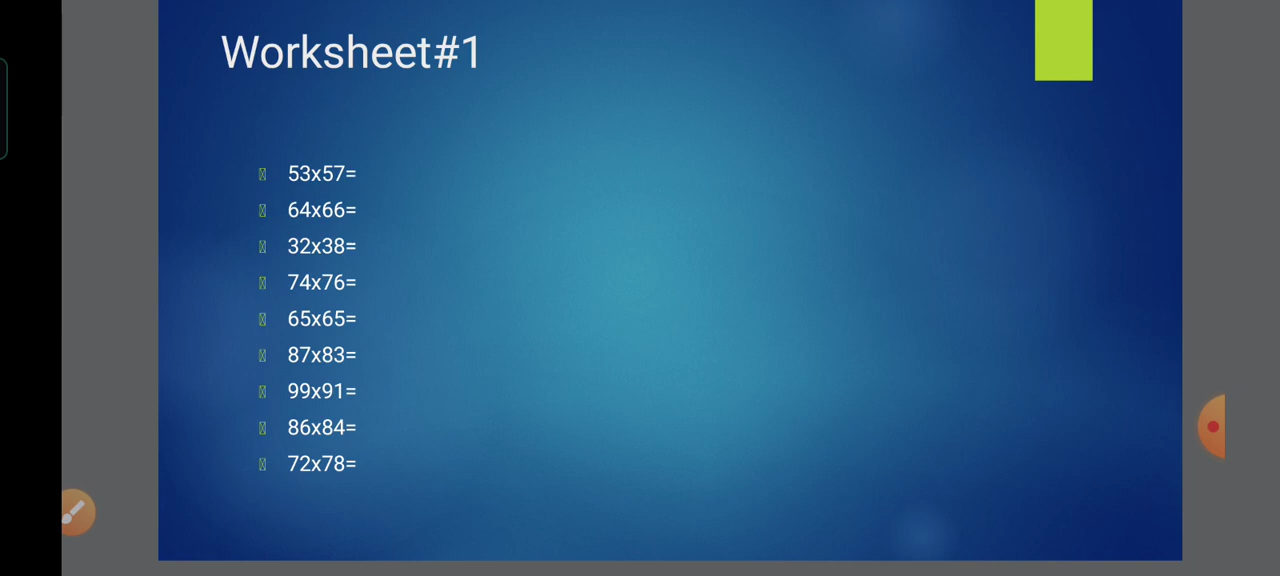 Worksheet#1
53x57=
64x66=
32x38=
74x76=
65x65=
87x83=
99x91=
86x84=
72x78=